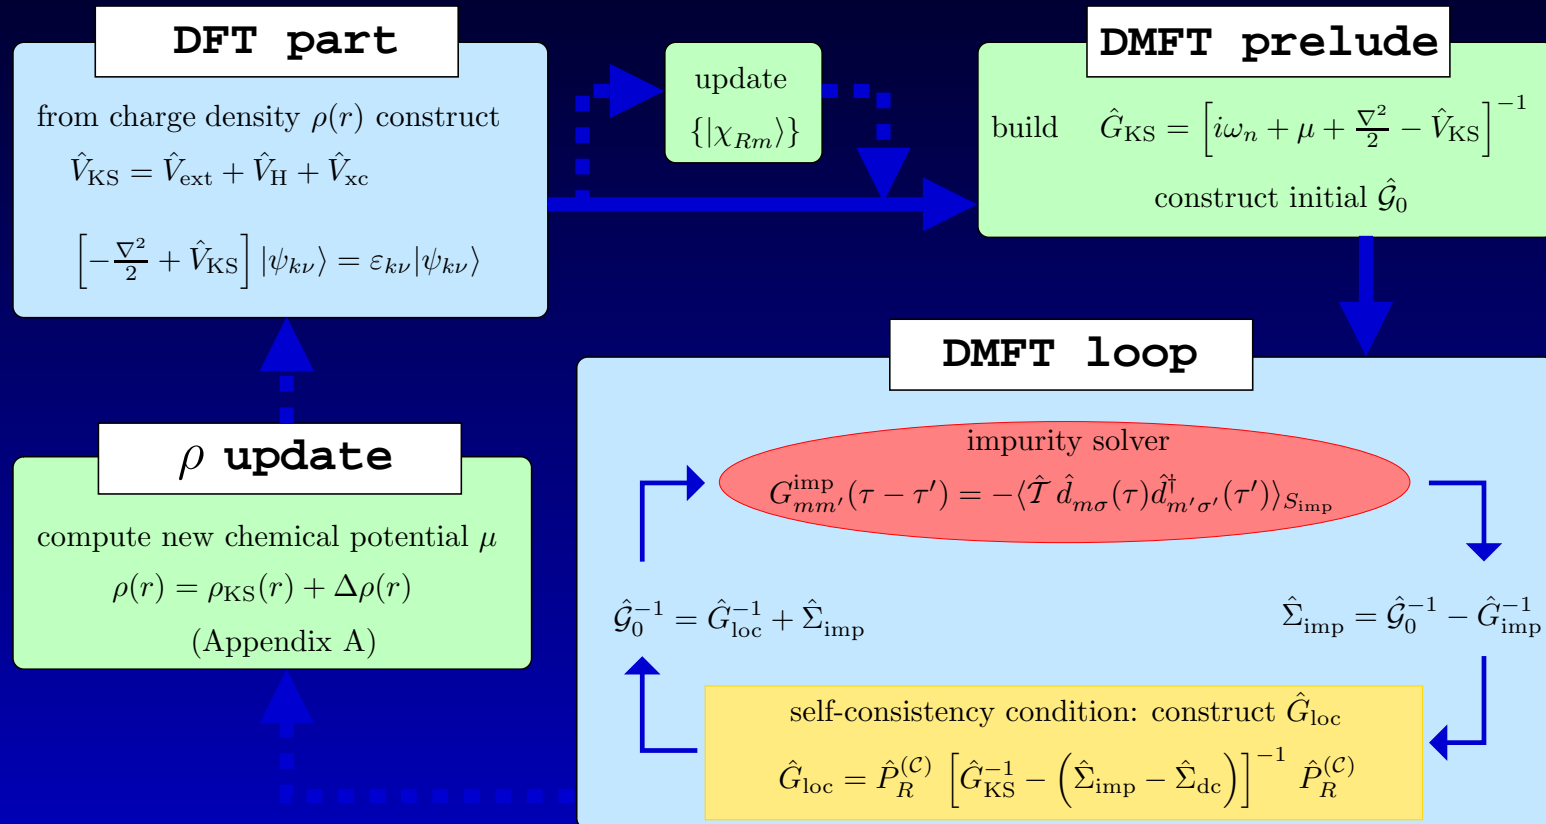 DFT part
from charge density ρ(r) construct
V̂_KS = V̂_ext + V̂_H + V̂_xc
[−∇²/2 + V̂_KS] |ψ_kν⟩ = ε_kν|ψ_kν⟩
update
{|χ_Rm⟩}
DMFT prelude
build Ĝ_KS = [iω_n + μ + ∇²/2 − V̂_KS]^−1
construct initial 𝒢̂_0
DMFT loop
impurity solver
G^imp_mm′(τ − τ′) = −⟨𝒯̂ d̂_mσ(τ)d̂†_m′σ′(τ′)⟩_S_imp
𝒢̂_0^−1 = Ĝ_loc^−1 + Σ̂_imp
Σ̂_imp = 𝒢̂_0^−1 − Ĝ_imp^−1
self-consistency condition: construct Ĝ_loc
Ĝ_loc = P̂_R^(𝒞) [Ĝ_KS^−1 − (Σ̂_imp − Σ̂_dc)]^−1 P̂_R^(𝒞)
ρ update
compute new chemical potential μ
ρ(r) = ρ_KS(r) + Δρ(r)
(Appendix A)